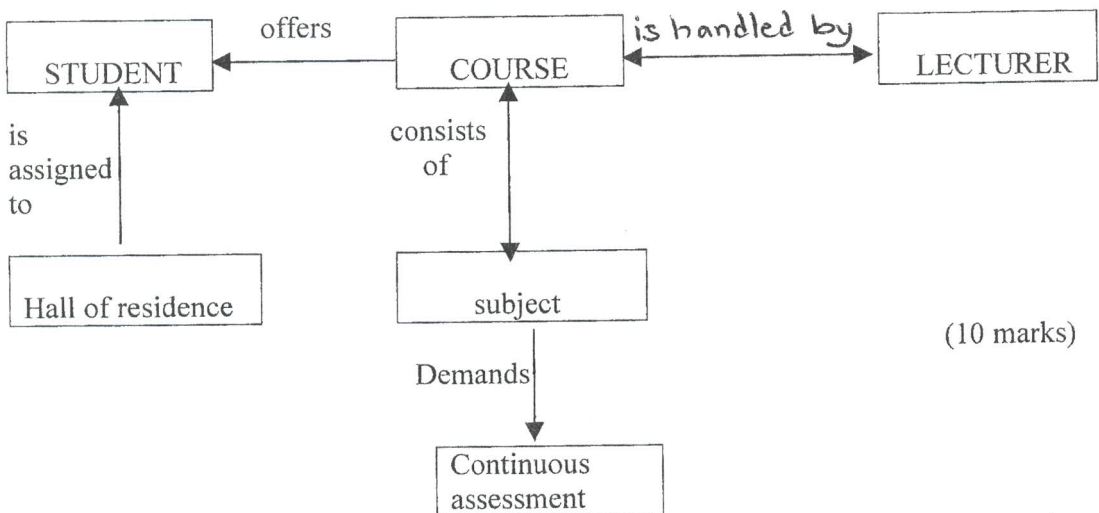 offers
is handled by
STUDENT
COURSE
LECTURER
is
assigned
to
consists
of
Hall of residence
subject
(10 marks)
Demands
Continuous
assessment